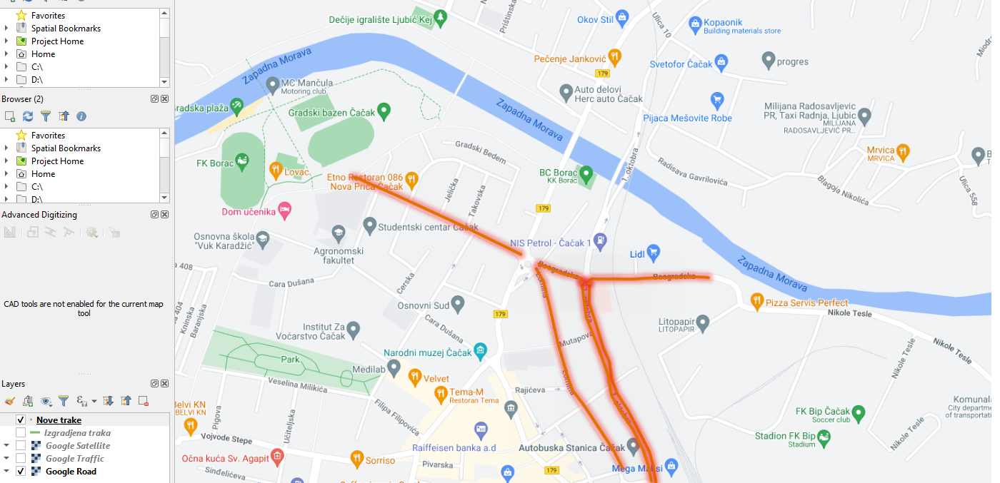 Favorites
Spatial Bookmarks
Project Home
Home
C:\
D:\
Browser (2)
Favorites
Spatial Bookmarks
Project Home
Home
C:\
D:\
Advanced Digitizing
CAD tools are not enabled for the current map
tool
Layers
Nove trake
Izgradjena traka
Google Satellite
Google Traffic
Google Road
Dečije igralište Ljubić Kej
Prištinska
Okov Stil
Ulica 10
Kopaonik
Building materials store
Zapadna Morava
Pečenje Janković
179
Svetofor Čačak
progres
MC Mančula
Motoring club
Auto delovi
Herc auto Čačak
Gradski bazen Čačak
Zapadna Morava
Pijaca Mešovite Robe
Milijana Radosavljevic
PR, Taxi Radnja, Ljubic
MILIJANA
RADOSAVLJEVIĆ PR...
Gradski Bedem
Mrvica
MRVICA
FK Borac
Lovac
Etno Restoran 086
Nova Priča Čačak
BC Borac
KK Borac
1. oktobra
Radisava Gavrilovića
Blagoja Nikolića
Ulica 558
Jelička
Takovska
Dom učenika
179
Studentski centar Čačak
Osnovna škola
"Vuk Karadžić"
Agronomski
fakultet
NIS Petrol - Čačak 1
Lidl
Beogradska
Beogradska
Zapadna Morava
408
Cara Dušana
Cerska
Lomina
Osnovni Sud
179
Pizza Servis Perfect
Nikole Tesle
404
Kninska
Baranjska
Cara Dušana
Institut Za
Voćarstvo Čačak
Mutapova
Litopapir
LITOPAPIR
Nikole Tesle
Nikole Tesle
Narodni muzej Čačak
Park
Medilab
Velvet
Lomina
Veselina Milikića
Tema-M
Restoran Tema
Rajićeva
1. oktobra
Filipa Filipovića
BELVI KN
Pigova
Učiteljska
FK Bip Čačak
Soccer club
City department
of transportati
Vojvode Stepe
Raiffeisen banka a.d
Autobuska Stanica Čačak
Stadion FK Bip
Stadium
Nikole Tesle
Očna kuća Sv. Agapit
Sorriso
Pivarska
Sinđelićeva
179
Mega Maksi